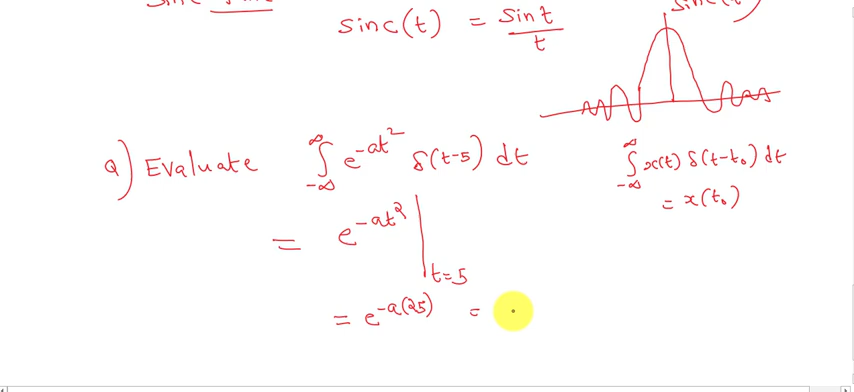 sinc(t) = sin t / t
sinc(t)
Q) Evaluate ∫_{-∞}^{∞} e^{-at²} δ(t-5) dt
∫_{-∞}^{∞} x(t) δ(t-t₀) dt
= x(t₀)
= e^{-at²} |_{t=5}
= e^{-a(25)} =